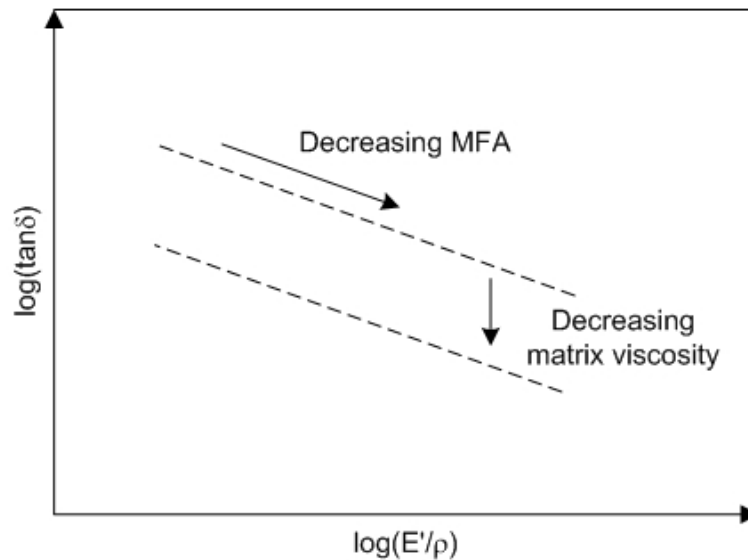 Decreasing MFA
log(tanδ)
Decreasing
matrix viscosity
log(E'/ρ)